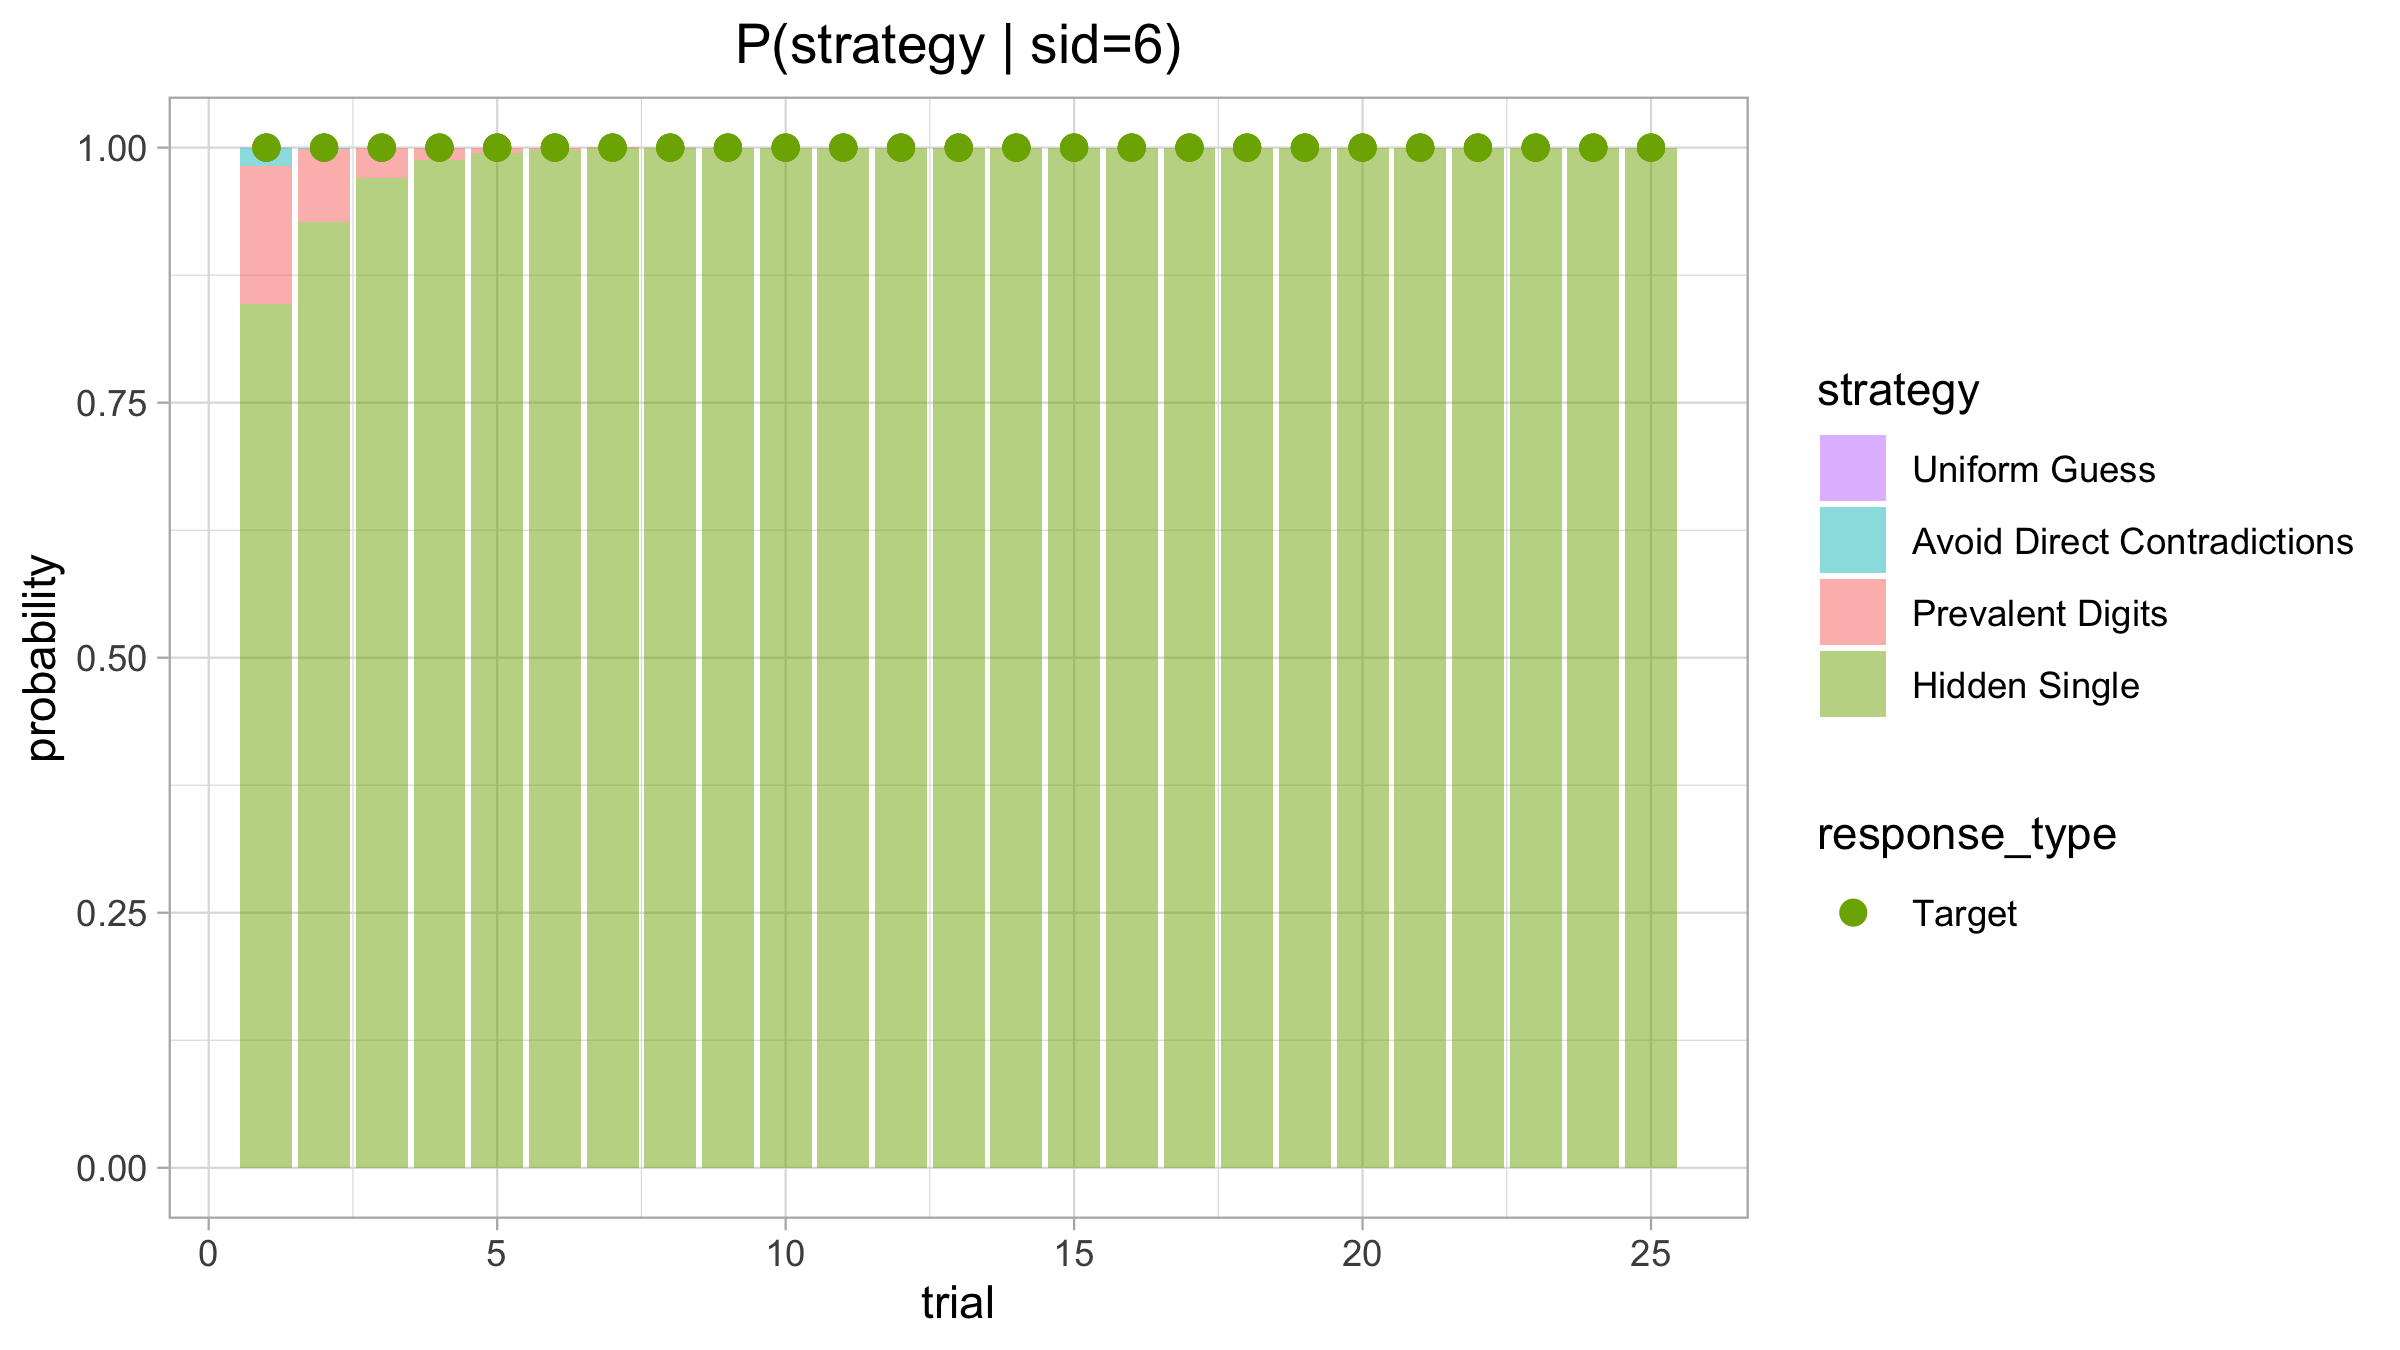 P(strategy | sid=6)
probability
1.00
0.75
0.50
0.25
0.00
0 5 10 15 20 25
trial
strategy
Uniform Guess
Avoid Direct Contradictions
Prevalent Digits
Hidden Single
response_type
Target